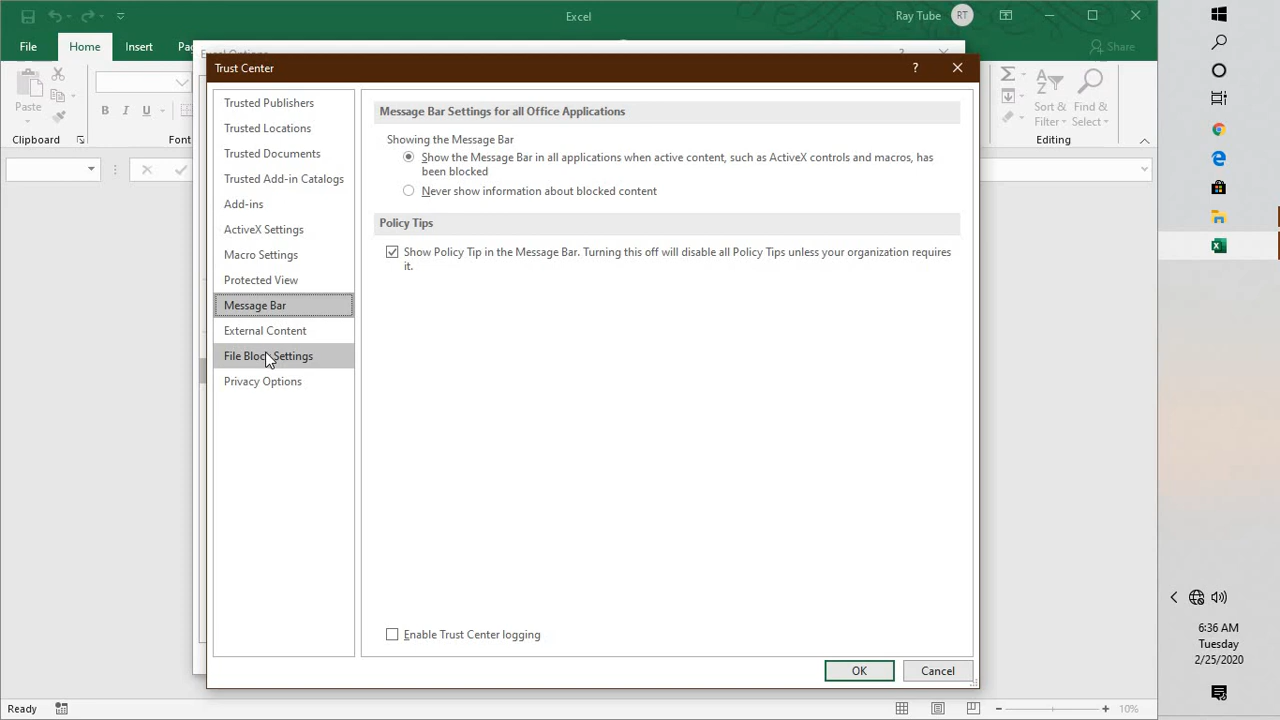 Excel
Ray Tube RT
File Home Insert Pa
Share
Excel Options ?
Trust Center ?
Paste
B I U
Sort & Filter
Find & Select
Clipboard
Font
Editing
Trusted Publishers
Trusted Locations
Trusted Documents
Trusted Add-in Catalogs
Add-ins
ActiveX Settings
Macro Settings
Protected View
Message Bar
External Content
File Block Settings
Privacy Options
Message Bar Settings for all Office Applications
Showing the Message Bar
Show the Message Bar in all applications when active content, such as ActiveX controls and macros, has
been blocked
Never show information about blocked content
Policy Tips
Show Policy Tip in the Message Bar. Turning this off will disable all Policy Tips unless your organization requires
it.
Enable Trust Center logging
OK Cancel
Ready
10%
6:36 AM
Tuesday
2/25/2020